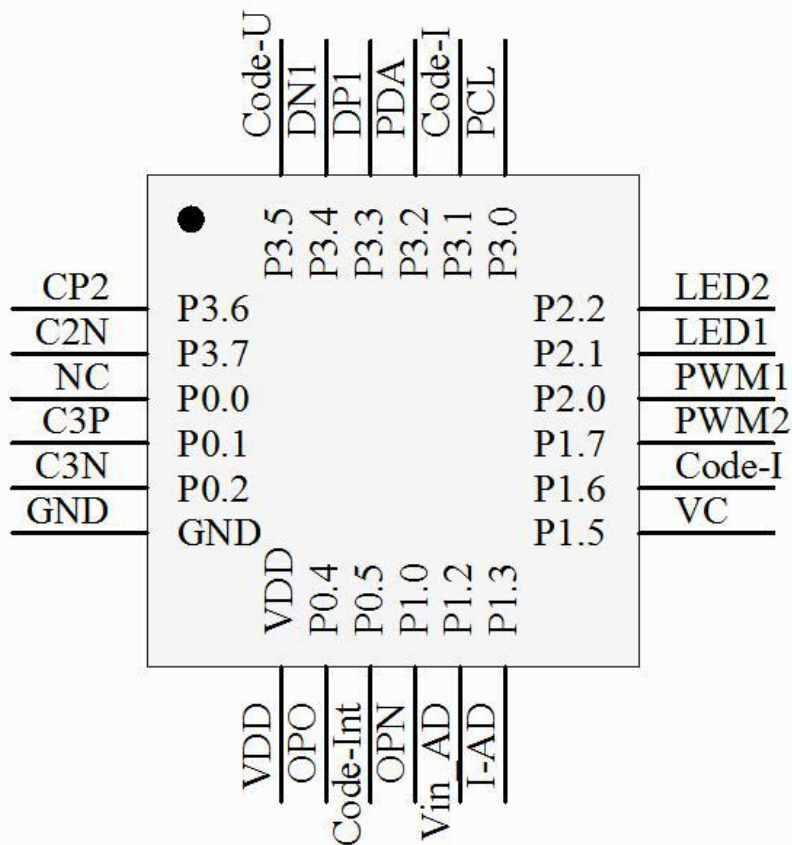 Code-U
DN1
DP1
PDA
Code-I
PCL
P3.5
P3.4
P3.3
P3.2
P3.1
P3.0
CP2
P3.6
P2.2
LED2
C2N
P3.7
P2.1
LED1
NC
P0.0
P2.0
PWM1
C3P
P0.1
P1.7
PWM2
C3N
P0.2
P1.6
Code-I
GND
GND
P1.5
VC
VDD
P0.4
P0.5
P1.0
P1.2
P1.3
VDD
OPO
Code-Int
OPN
Vin_AD
I-AD